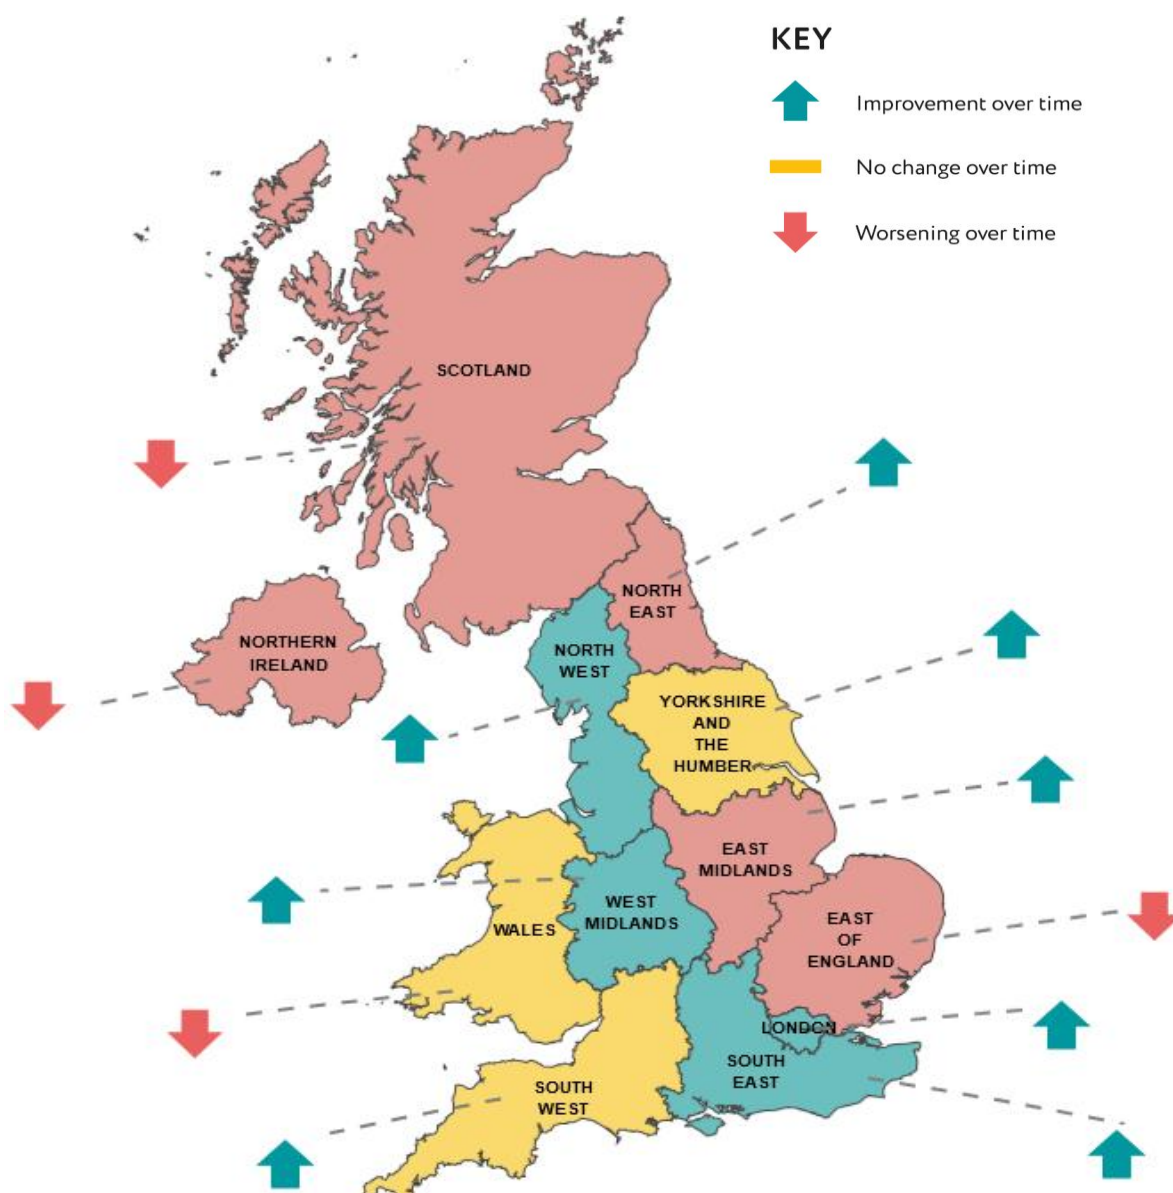 KEY
Improvement over time
No change over time
Worsening over time
SCOTLAND
NORTH
EAST
NORTHERN
IRELAND
NORTH
WEST
YORKSHIRE
AND
THE
HUMBER
EAST
MIDLANDS
WEST
MIDLANDS
WALES
EAST
OF
ENGLAND
LONDON
SOUTH
EAST
SOUTH
WEST